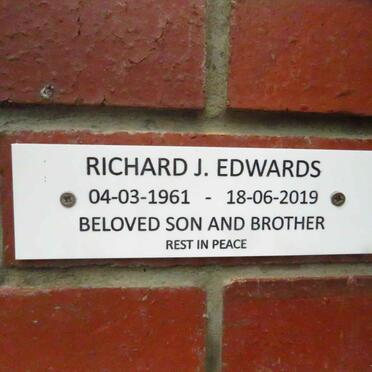 RICHARD J. EDWARDS
04-03-1961 - 18-06-2019
BELOVED SON AND BROTHER
REST IN PEACE